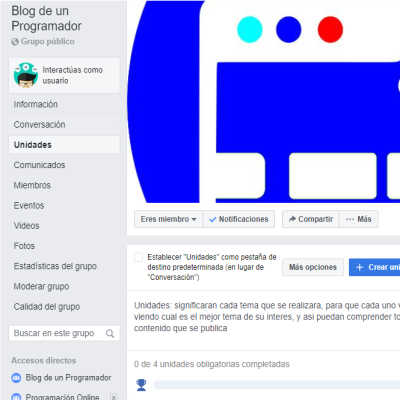 Blog de un
Programador
Grupo público
Interactúas como
usuario
Información
Conversación
Unidades
Comunicados
Miembros
Eventos
Videos
Fotos
Estadísticas del grupo
Moderar grupo
Calidad del grupo
Buscar en este grupo
Accesos directos
Blog de un Programador
Programación Online
Eres miembro
Notificaciones
Compartir
Más
Establecer "Unidades" como pestaña de
destino predeterminada (en lugar de
"Conversación")
Más opciones
+ Crear uni
Unidades: significaran cada tema que se realizara, para que cada uno v
viendo cual es el mejor tema de su interes, y asi puedan comprender to
contenido que se publica
0 de 4 unidades obligatorias completadas